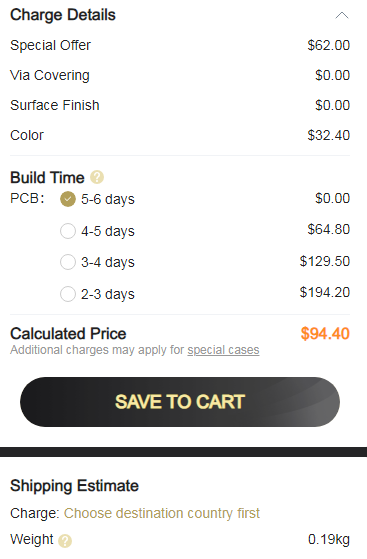 Charge Details
Special Offer $62.00
Via Covering $0.00
Surface Finish $0.00
Color $32.40
Build Time ?
PCB: 5-6 days $0.00
4-5 days $64.80
3-4 days $129.50
2-3 days $194.20
Calculated Price $94.40
Additional charges may apply for special cases
SAVE TO CART
Shipping Estimate
Charge: Choose destination country first
Weight ? 0.19kg